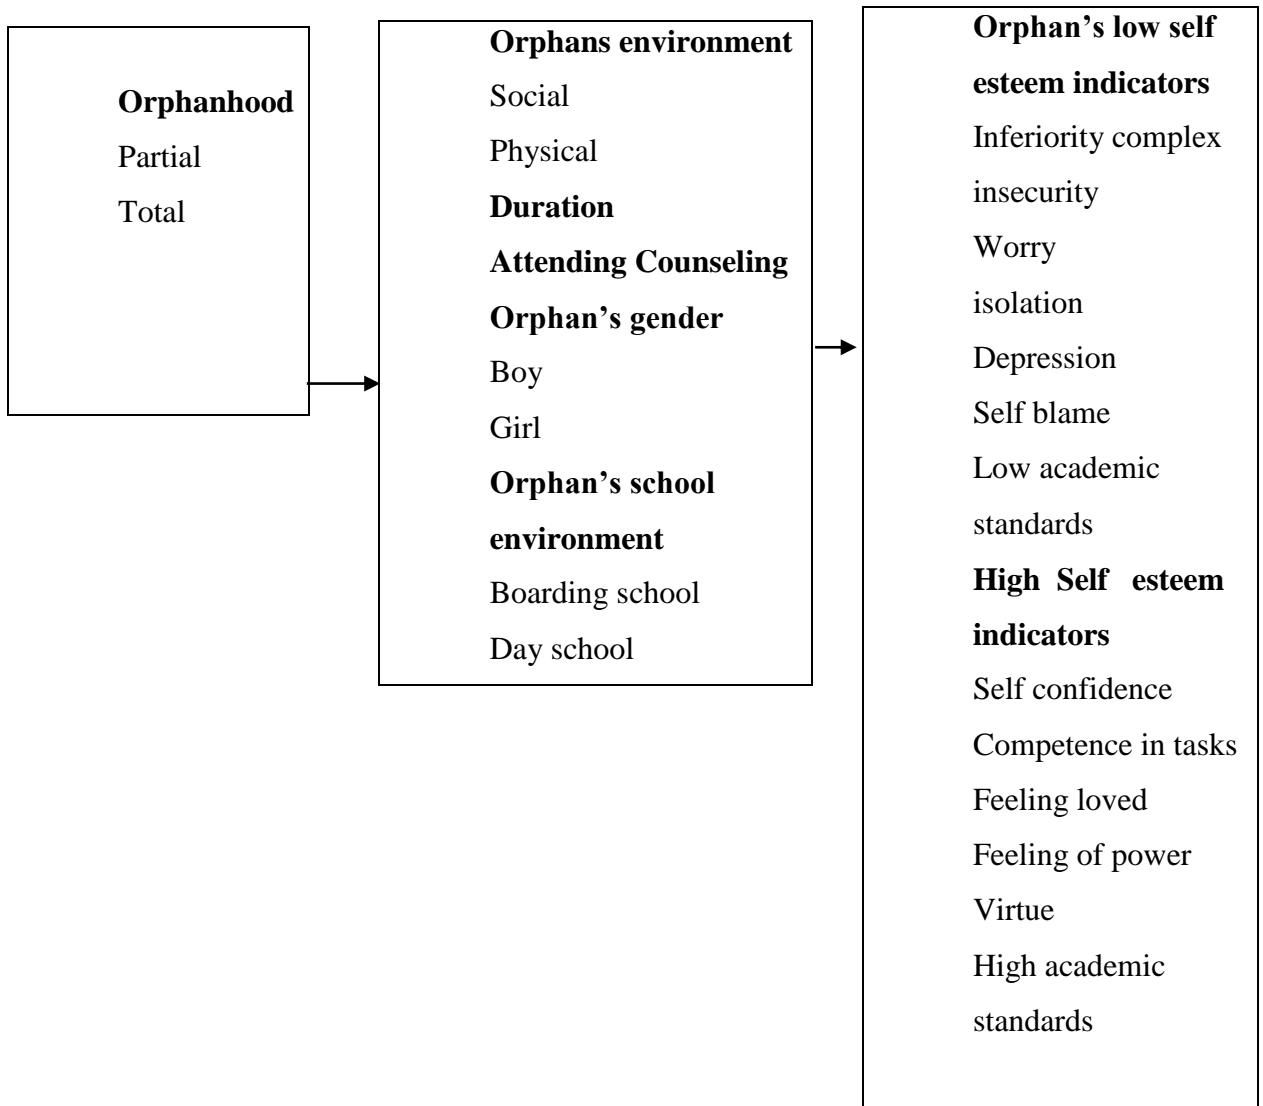 Orphanhood
Partial
Total
Orphans environment
Social
Physical
Duration
Attending Counseling
Orphan’s gender
Boy
Girl
Orphan’s school
environment
Boarding school
Day school
Orphan’s low self
esteem indicators
Inferiority complex
insecurity
Worry
isolation
Depression
Self blame
Low academic
standards
High Self esteem
indicators
Self confidence
Competence in tasks
Feeling loved
Feeling of power
Virtue
High academic
standards